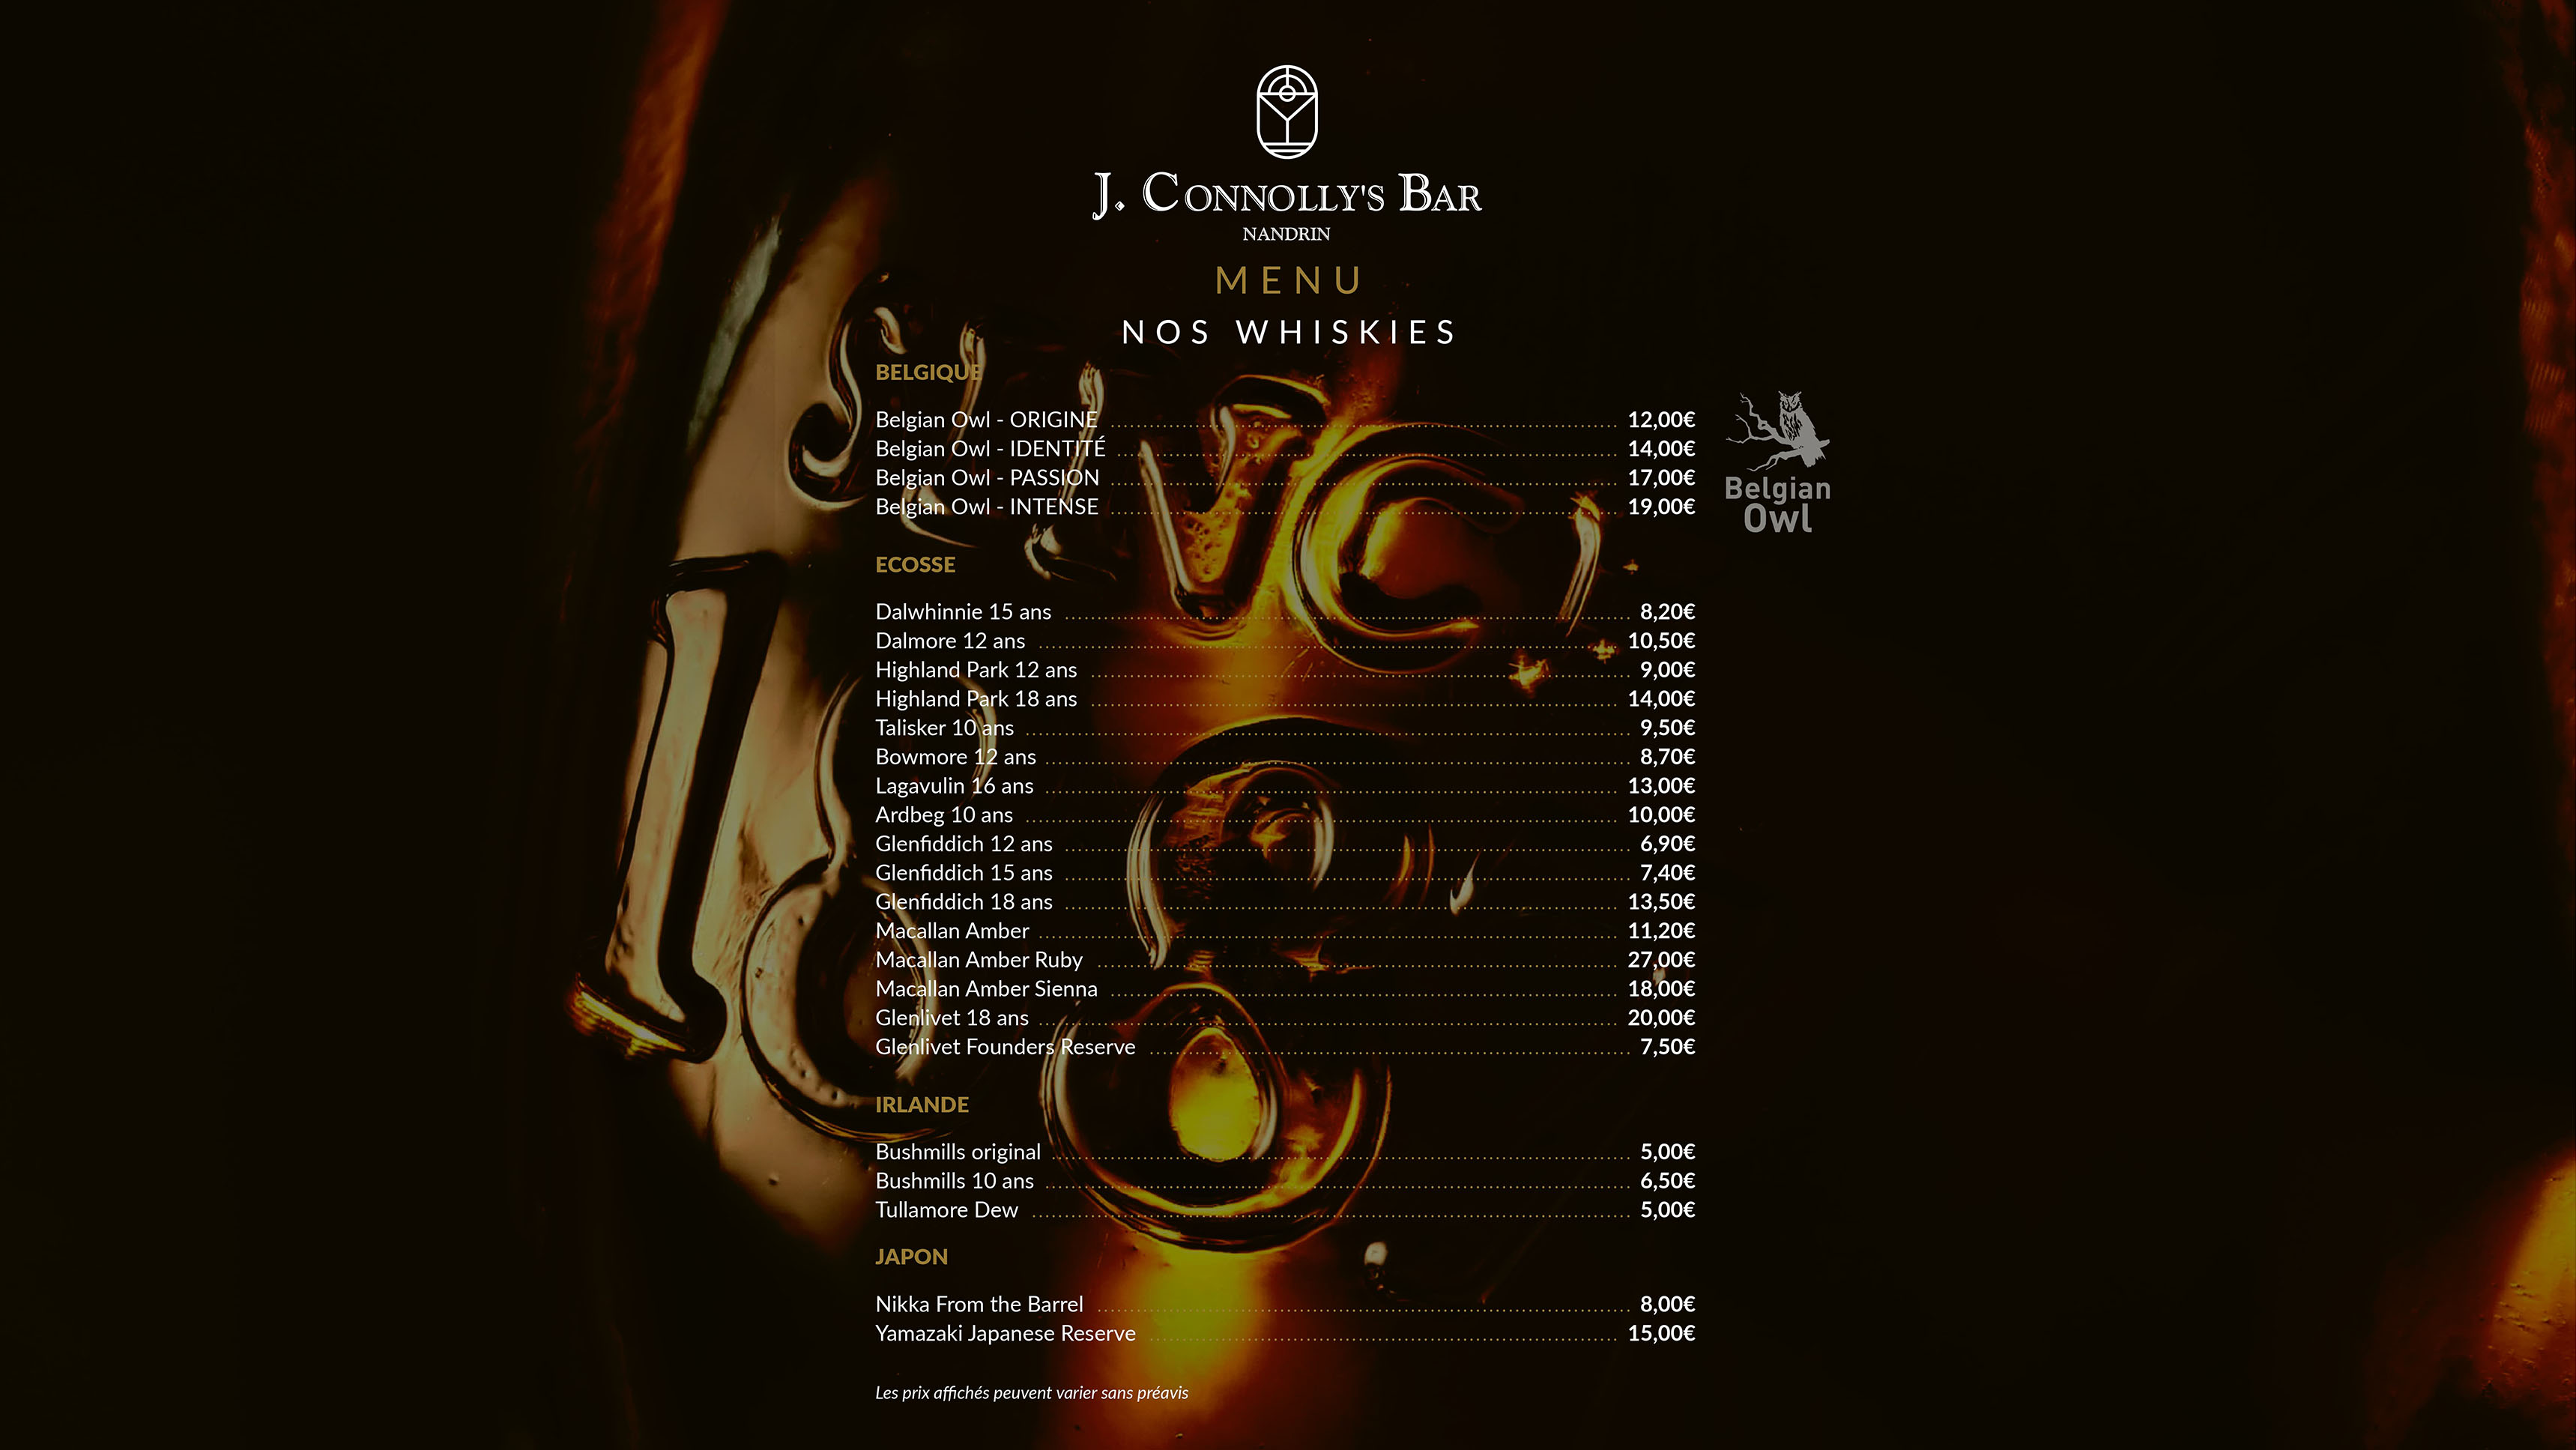 J. CONNOLLY'S BAR
NANDRIN
MENU
NOS WHISKIES
BELGIQUE
Belgian Owl - ORIGINE 12,00€
Belgian Owl - IDENTITÉ 14,00€
Belgian Owl - PASSION 17,00€
Belgian Owl - INTENSE 19,00€
Belgian
Owl
ECOSSE
Dalwhinnie 15 ans 8,20€
Dalmore 12 ans 10,50€
Highland Park 12 ans 9,00€
Highland Park 18 ans 14,00€
Talisker 10 ans 9,50€
Bowmore 12 ans 8,70€
Lagavulin 16 ans 13,00€
Ardbeg 10 ans 10,00€
Glenfiddich 12 ans 6,90€
Glenfiddich 15 ans 7,40€
Glenfiddich 18 ans 13,50€
Macallan Amber 11,20€
Macallan Amber Ruby 27,00€
Macallan Amber Sienna 18,00€
Glenlivet 18 ans 20,00€
Glenlivet Founders Reserve 7,50€
IRLANDE
Bushmills original 5,00€
Bushmills 10 ans 6,50€
Tullamore Dew 5,00€
JAPON
Nikka From the Barrel 8,00€
Yamazaki Japanese Reserve 15,00€
Les prix affichés peuvent varier sans préavis